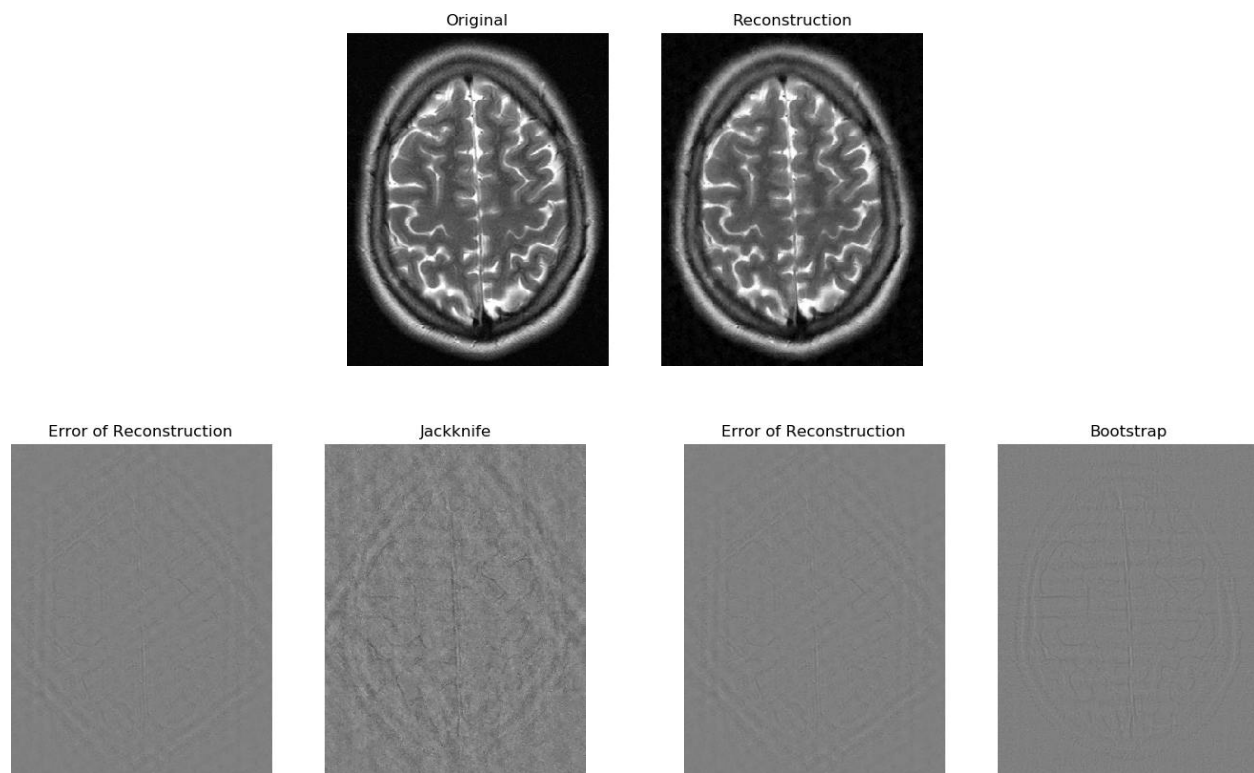 Original
Reconstruction
Error of Reconstruction
Jackknife
Error of Reconstruction
Bootstrap